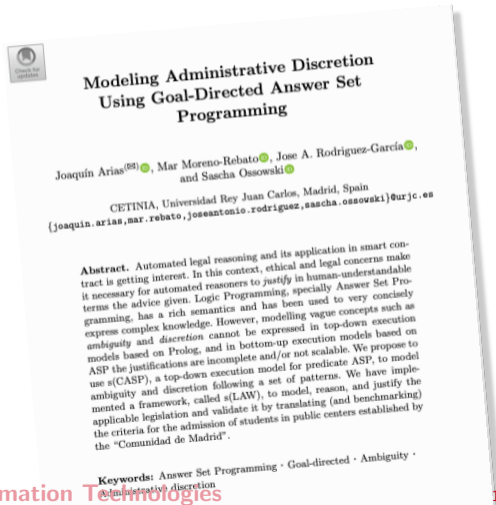 Check for
updates
Modeling Administrative Discretion
Using Goal-Directed Answer Set
Programming
Joaquín Arias(✉), Mar Moreno-Rebato, Jose A. Rodriguez-García,
and Sascha Ossowski
CETINIA, Universidad Rey Juan Carlos, Madrid, Spain
{joaquin.arias,mar.rebato,joseantonio.rodriguez,sascha.ossowski}@urjc.es
Abstract. Automated legal reasoning and its application in smart con-
tract is getting interest. In this context, ethical and legal concerns make
it necessary for automated reasoners to justify in human-understandable
terms the advice given. Logic Programming, specially Answer Set Pro-
gramming, has a rich semantics and has been used to very concisely
express complex knowledge. However, modelling vague concepts such as
ambiguity and discretion cannot be expressed in top-down execution
models based on Prolog, and in bottom-up execution models based on
ASP the justifications are incomplete and/or not scalable. We propose to
use s(CASP), a top-down execution model for predicate ASP, to model
ambiguity and discretion following a set of patterns. We have imple-
mented a framework, called s(LAW), to model, reason, and justify the
applicable legislation and validate it by translating (and benchmarking)
the criteria for the admission of students in public centers established by
the "Comunidad de Madrid".
Keywords: Answer Set Programming · Goal-directed · Ambiguity ·
Administrative discretion
mation Technologies